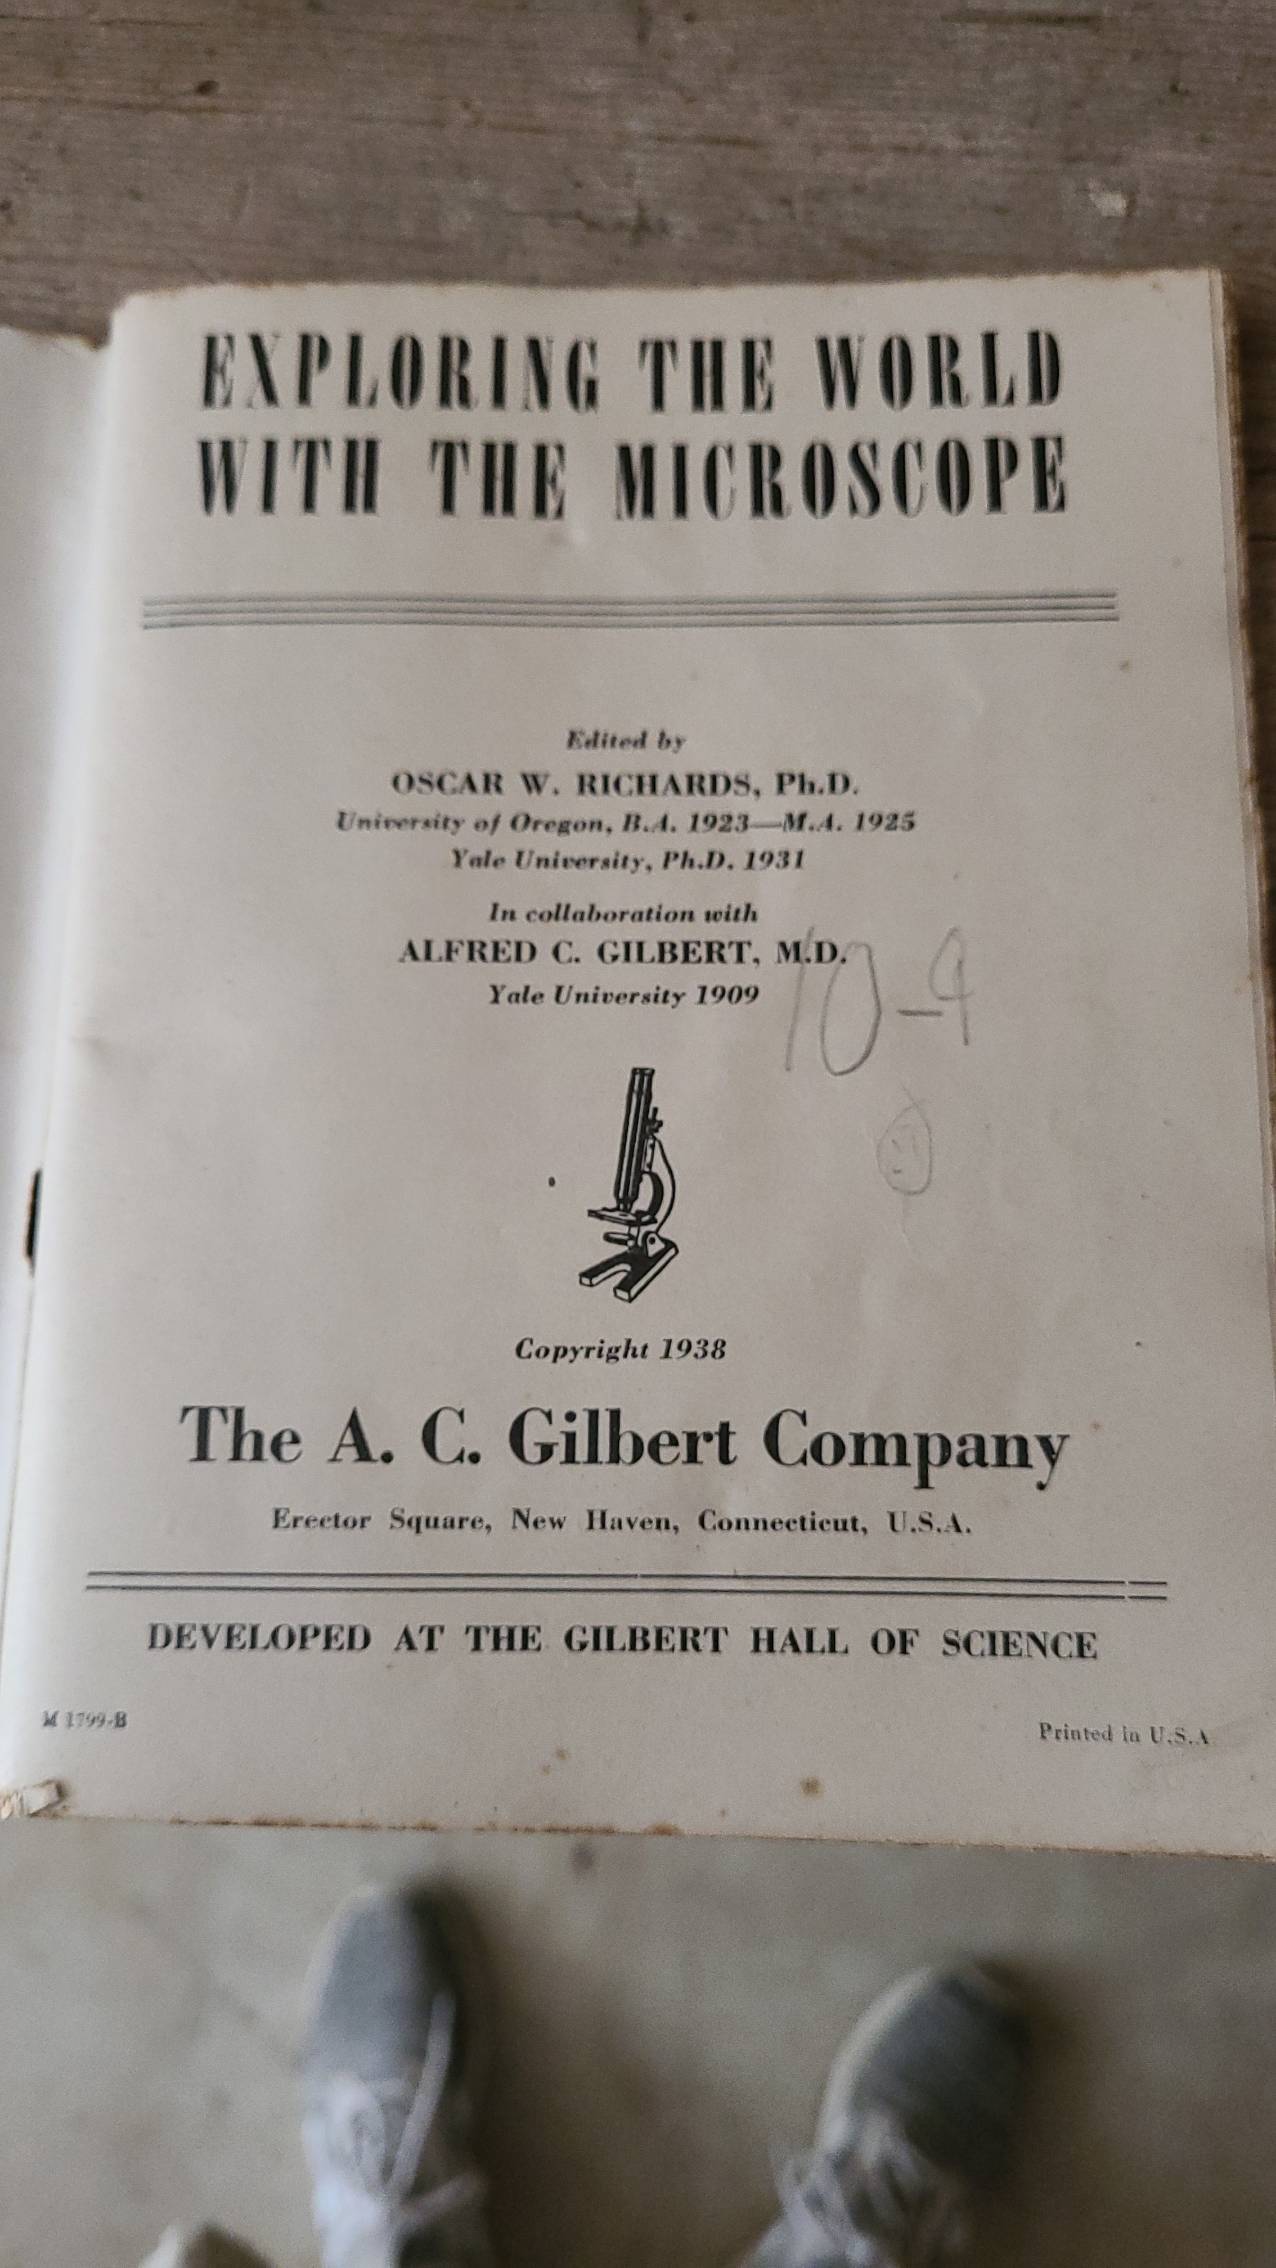 EXPLORING THE WORLD
WITH THE MICROSCOPE
Edited by
OSCAR W. RICHARDS, Ph.D.
University of Oregon, B.A. 1923—M.A. 1925
Yale University, Ph.D. 1931
In collaboration with
ALFRED C. GILBERT, M.D.
Yale University 1909
10-9
Copyright 1938
The A. C. Gilbert Company
Erector Square, New Haven, Connecticut, U.S.A.
DEVELOPED AT THE GILBERT HALL OF SCIENCE
M 1799-B
Printed in U.S.A